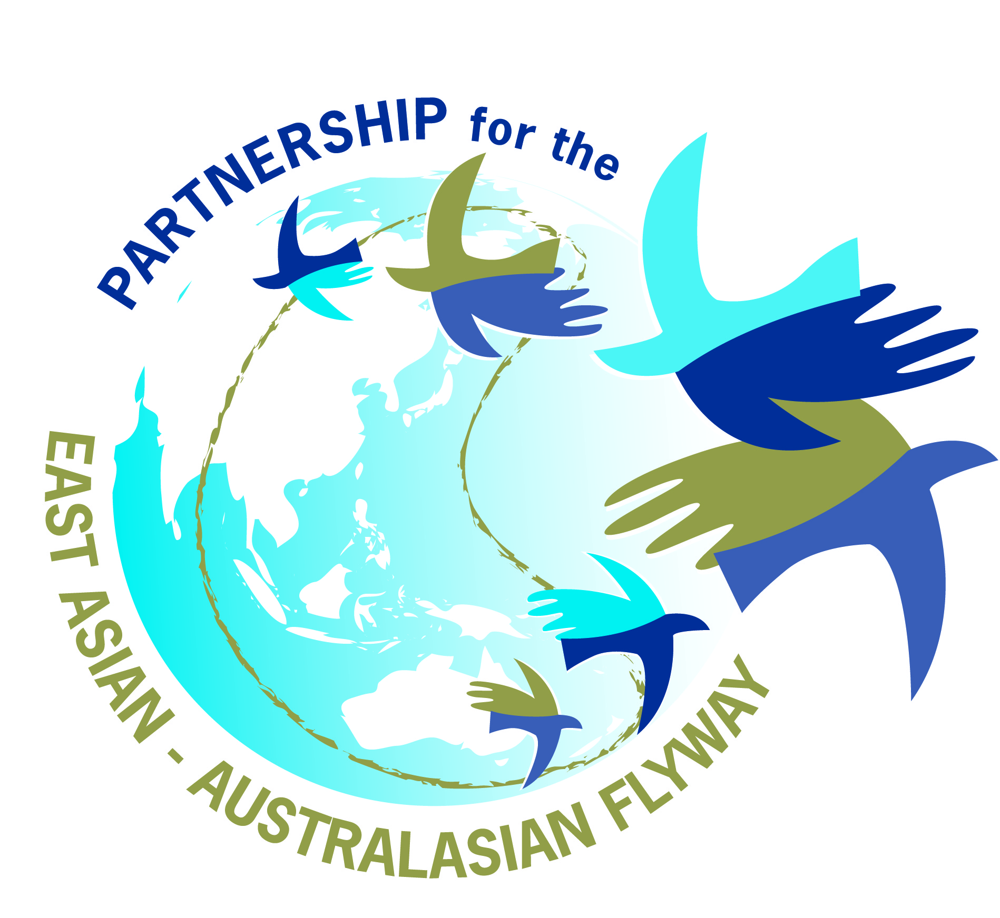 PARTNERSHIP for the
EAST ASIAN - AUSTRALASIAN FLYWAY